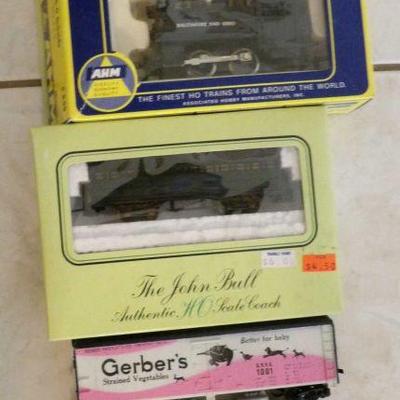 BALTIMORE AND OHIO
AHM
THE FINEST HO TRAINS FROM AROUND THE WORLD.
ASSOCIATED HOBBY MANUFACTURERS, INC.
The John Bull
Authentic HO Scale Coach
$4.50
Gerber's
Strained Vegetables
Better for baby
1001